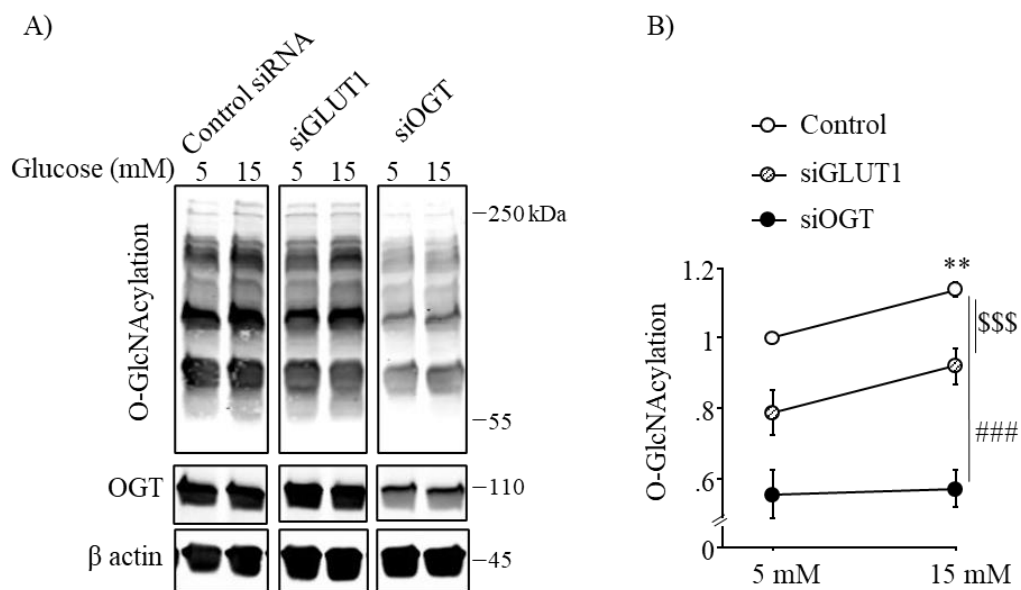 A)
Control siRNA
siGLUT1
siOGT
Glucose (mM) 5 15 5 15 5 15
O-GlcNAcylation
−250 kDa
−55
OGT
−110
β actin
−45
B)
Control
siGLUT1
siOGT
O-GlcNAcylation
1.2
1
.8
.6
0
**
$$$
###
5 mM 15 mM